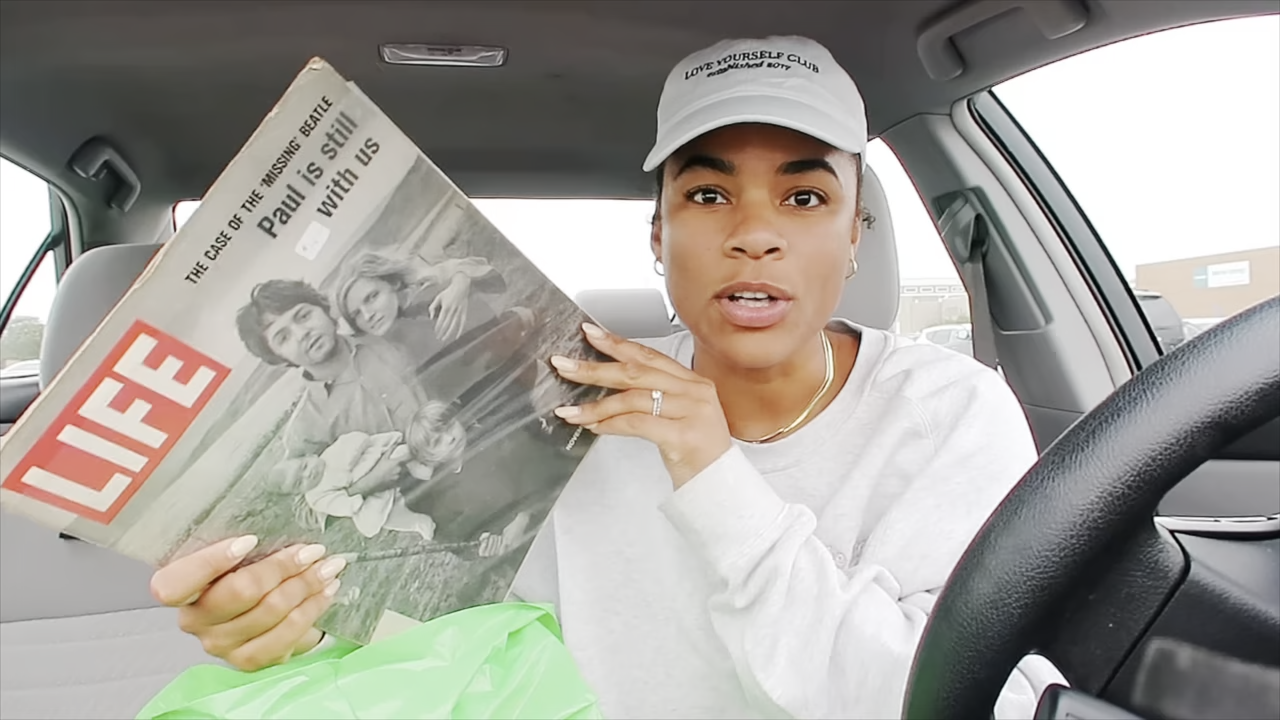 THE CASE OF THE 'MISSING' BEATLE
Paul is still
with us
LIFE
LOVE YOURSELF CLUB
established 2017